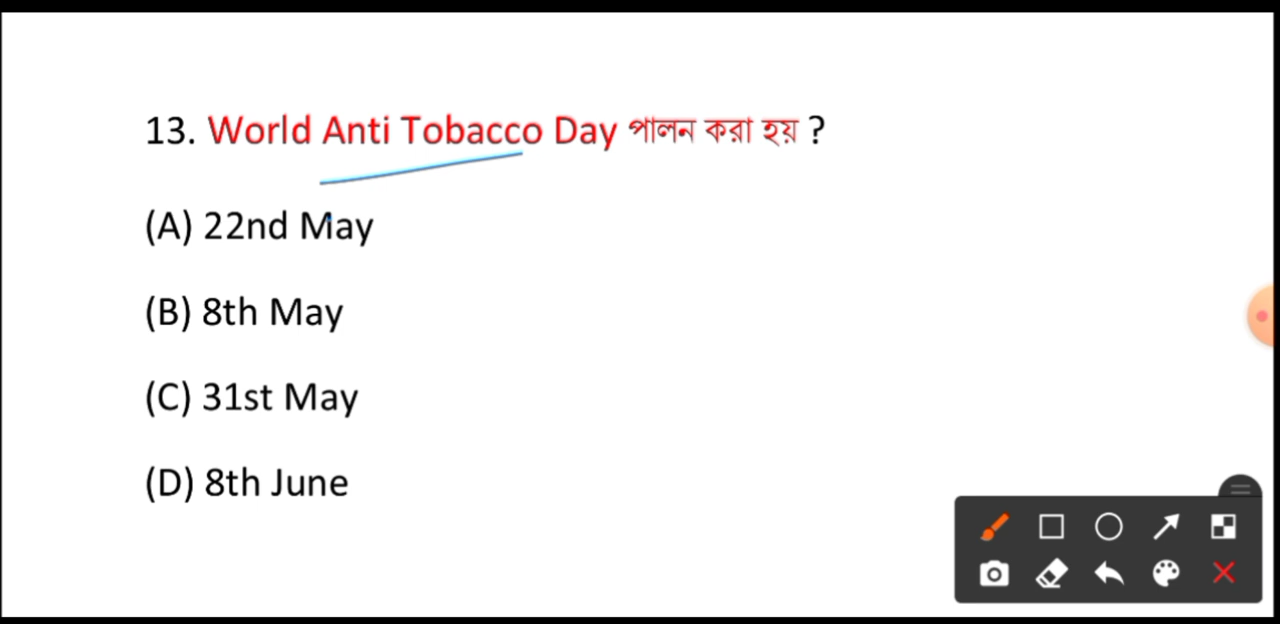 13. World Anti Tobacco Day পালন করা হয় ?
(A) 22nd May
(B) 8th May
(C) 31st May
(D) 8th June